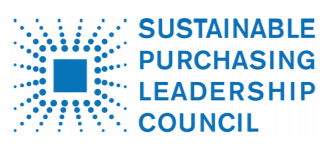 SUSTAINABLE
PURCHASING
LEADERSHIP
COUNCIL